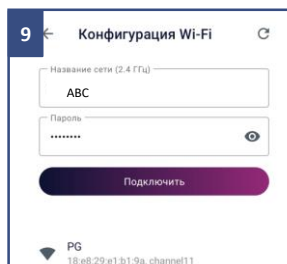 9
Конфигурация Wi-Fi
Название сети (2.4 ГГц)
ABC
Пароль
••••••••
Подключить
PG
18:e8:29:e1:b1:9a, channel11